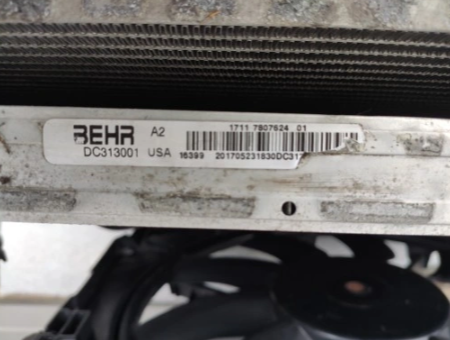 BEHR A2 1711 7807624 01
DC313001 USA 16399 201705231830DC31